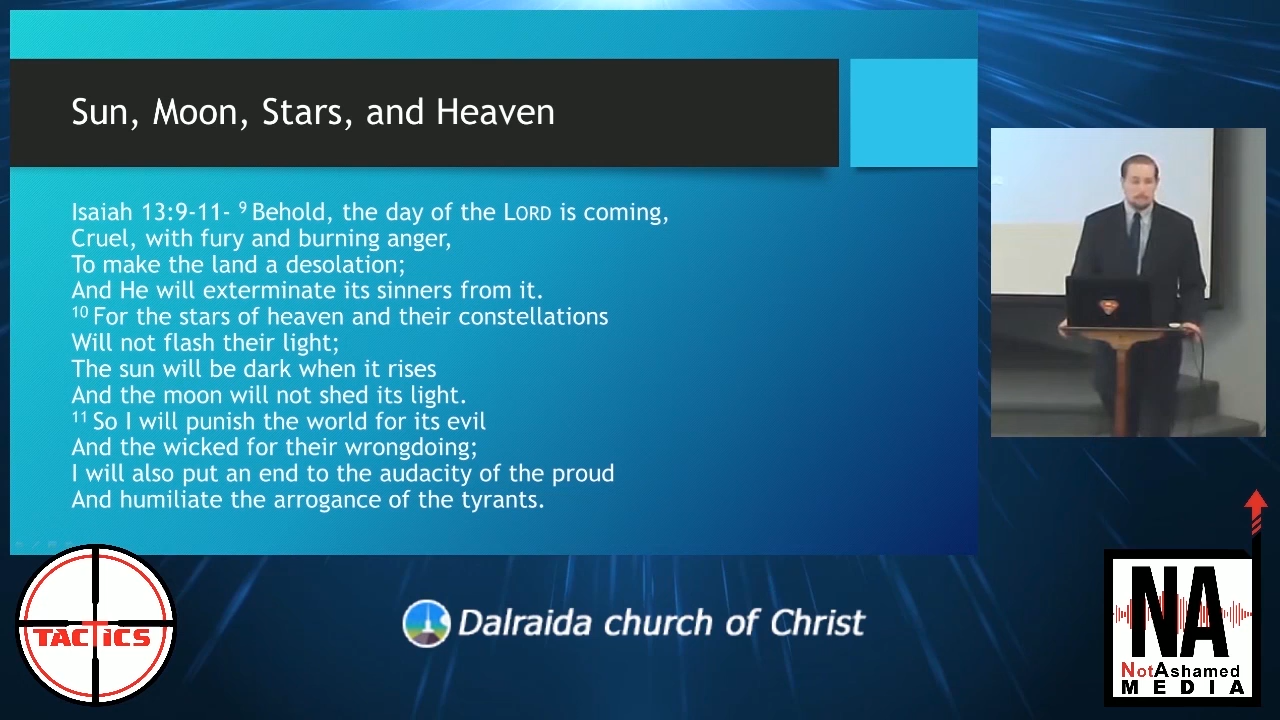 Sun, Moon, Stars, and Heaven
Isaiah 13:9-11- ⁹ Behold, the day of the LORD is coming,
Cruel, with fury and burning anger,
To make the land a desolation;
And He will exterminate its sinners from it.
¹⁰ For the stars of heaven and their constellations
Will not flash their light;
The sun will be dark when it rises
And the moon will not shed its light.
¹¹ So I will punish the world for its evil
And the wicked for their wrongdoing;
I will also put an end to the audacity of the proud
And humiliate the arrogance of the tyrants.
TACTICS
Dalraida church of Christ
NA
NotAshamed
MEDIA